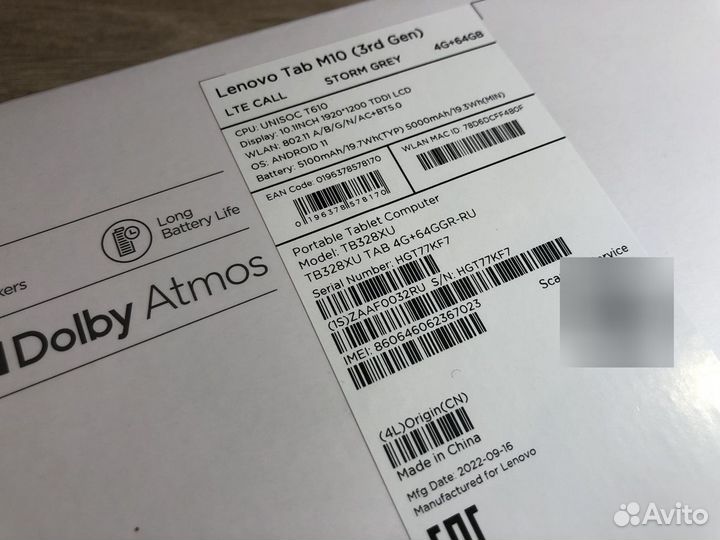 Lenovo Tab M10 (3rd Gen)
LTE CALL STORM GREY 4G+64GB
CPU: UNISOC T610
Display: 10.1INCH 1920*1200 TDDI LCD
WLAN: 802.11 A/B/G/N/AC+BT5.0
OS: ANDROID 11
Battery: 5100mAh/19.7Wh(TYP) 5000mAh/19.3Wh(MIN)
EAN Code: 0196378578170
0 196378 578170
WLAN MAC ID: 78D6DCFF480F
Portable Tablet Computer
Model: TB328XU
TB328XU TAB 4G+64GGR-RU
Serial Number: HGT77KF7
(1S)ZAAF0032RU S/N: HGT77KF7
IMEI: 860646062367023
(4L)Origin(CN)
Made in China
Mfg Date: 2022-09-16
Manufactured for Lenovo
EAC
Long
Battery Life
Dolby Atmos
Avito